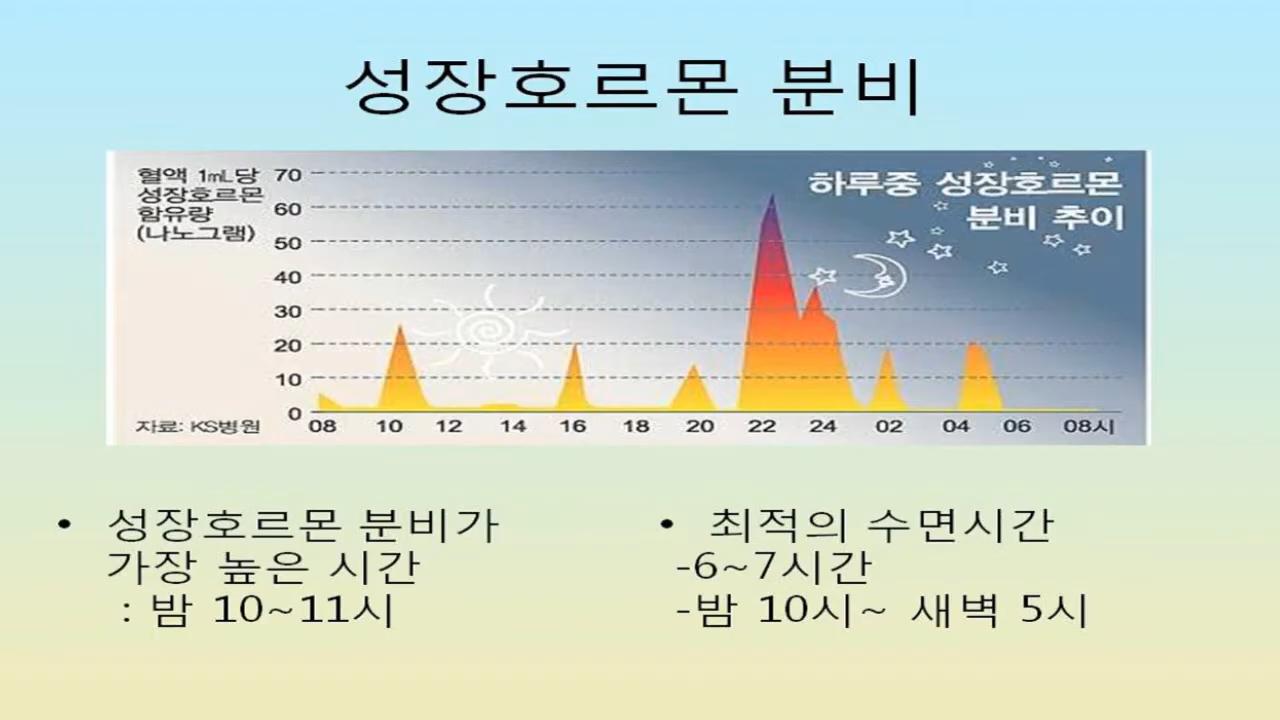 성장호르몬 분비
혈액 1mL당
성장호르몬
함유량
(나노그램)
하루중 성장호르몬
분비 추이
70
60
50
40
30
20
10
0
자료: KS병원
08 10 12 14 16 18 20 22 24 02 04 06 08시
• 성장호르몬 분비가
가장 높은 시간
: 밤 10~11시
• 최적의 수면시간
-6~7시간
-밤 10시~ 새벽 5시